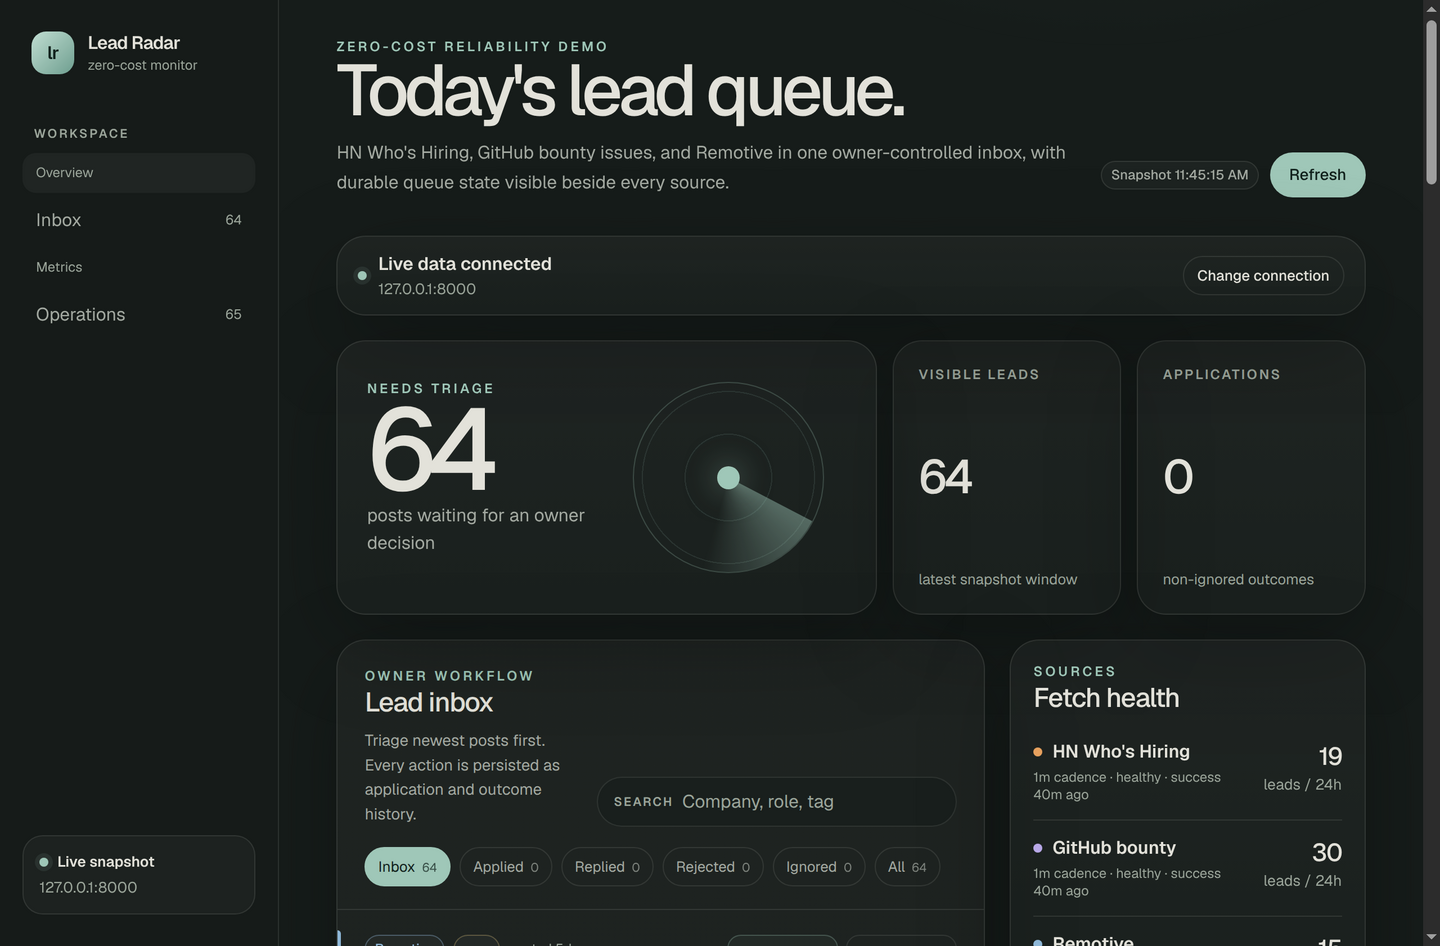 lr
Lead Radar
zero-cost monitor
WORKSPACE
Overview
Inbox 64
Metrics
Operations 65
Live snapshot
127.0.0.1:8000
ZERO-COST RELIABILITY DEMO
Today's lead queue.
HN Who's Hiring, GitHub bounty issues, and Remotive in one owner-controlled inbox, with
durable queue state visible beside every source.
Snapshot 11:45:15 AM
Refresh
Live data connected
127.0.0.1:8000
Change connection
NEEDS TRIAGE
64
posts waiting for an owner
decision
VISIBLE LEADS
64
latest snapshot window
APPLICATIONS
0
non-ignored outcomes
OWNER WORKFLOW
Lead inbox
Triage newest posts first.
Every action is persisted as
application and outcome
history.
SEARCH Company, role, tag
Inbox 64 Applied 0 Replied 0 Rejected 0 Ignored 0 All 64
SOURCES
Fetch health
HN Who's Hiring 19
1m cadence · healthy · success
40m ago
leads / 24h
GitHub bounty 30
1m cadence · healthy · success
40m ago
leads / 24h
Remotive 15